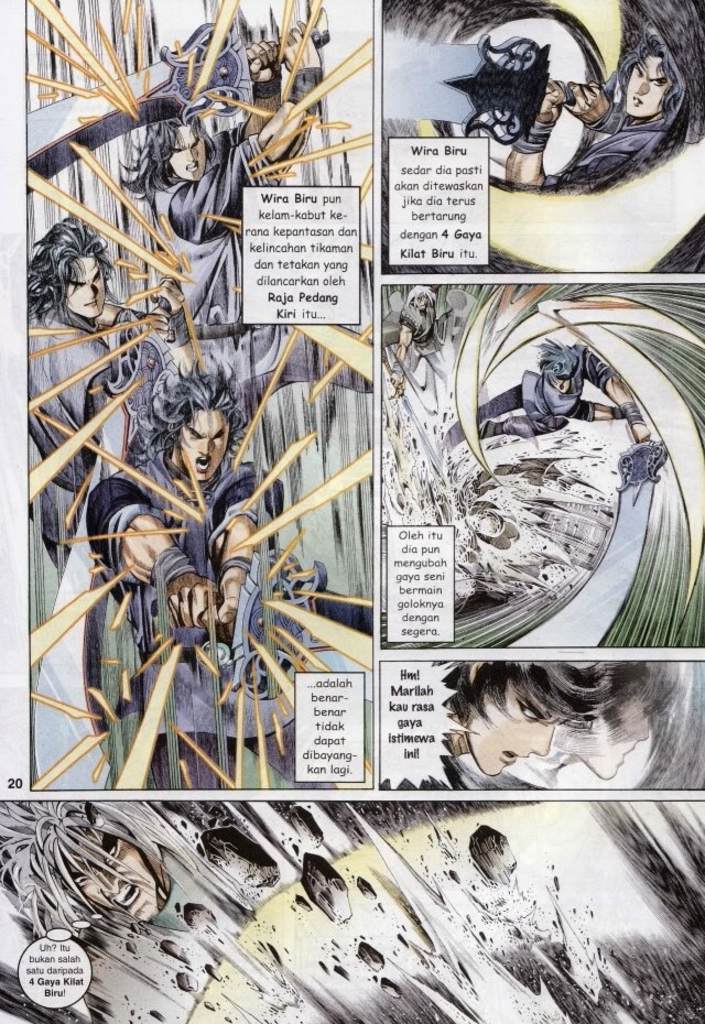 Wira Biru pun
kelam-kabut ke-
rana kepantasan dan
kelincahan tikaman
dan tetakan yang
dilancarkan oleh
Raja Pedang
Kiri itu...
...adalah
benar-
benar
tidak
dapat
dibayang-
kan lagi.
Wira Biru
sedar dia pasti
akan ditewaskan
jika dia terus
bertarung
dengan 4 Gaya
Kilat Biru itu.
Oleh itu
dia pun
mengubah
gaya seni
bermain
goloknya
dengan
segera.
Hm!
Marilah
kau rasa
gaya
istimewa
ini!
20
Uh? Itu
bukan salah
satu daripada
4 Gaya Kilat
Biru!